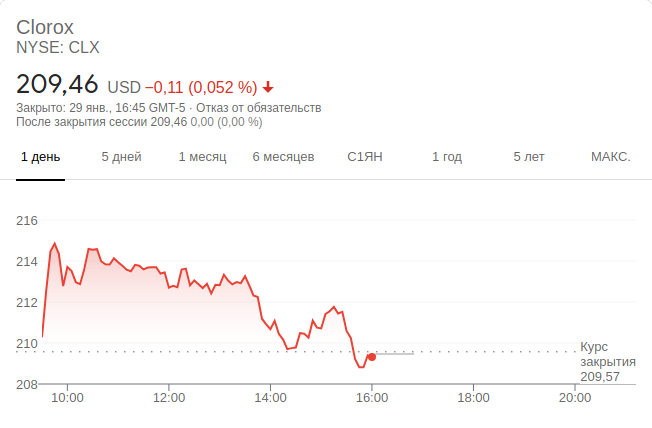 Clorox
NYSE: CLX
209,46 USD −0,11 (0,052 %)
Закрыто: 29 янв., 16:45 GMT-5 · Отказ от обязательств
После закрытия сессии 209,46 0,00 (0,00 %)
1 день 5 дней 1 месяц 6 месяцев С1ЯН 1 год 5 лет МАКС.
216
214
212
210
208
Курс
закрытия
209,57
10:00 12:00 14:00 16:00 18:00 20:00